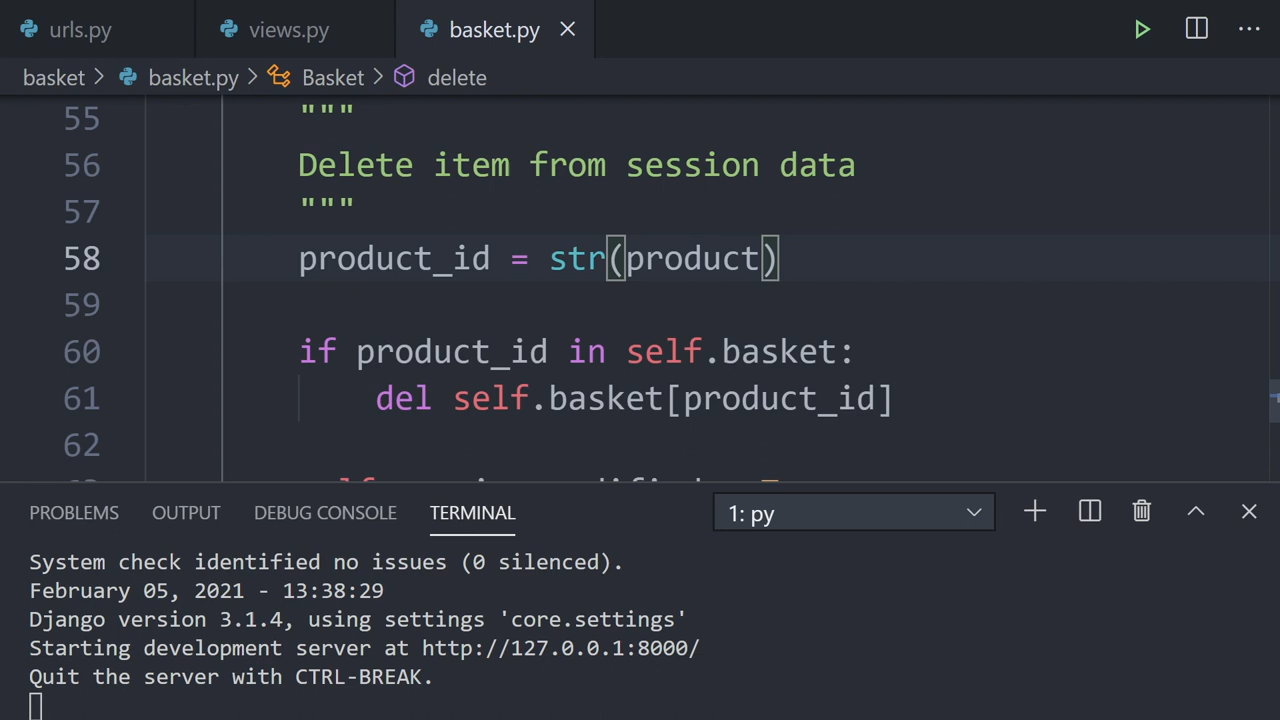 urls.py views.py basket.py
basket > basket.py > Basket > delete
55 """
56 Delete item from session data
57 """
58 product_id = str(product)
59
60 if product_id in self.basket:
61 del self.basket[product_id]
62
PROBLEMS OUTPUT DEBUG CONSOLE TERMINAL 1: py
System check identified no issues (0 silenced).
February 05, 2021 - 13:38:29
Django version 3.1.4, using settings 'core.settings'
Starting development server at http://127.0.0.1:8000/
Quit the server with CTRL-BREAK.